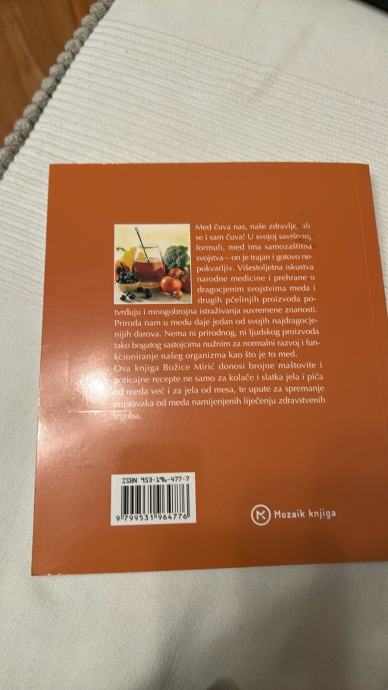 Med čuva nas, naše zdravlje, ali
se i sam čuva! U svojoj savršenoj
formuli, med ima samozaštitna
svojstva – on je trajan i gotovo ne-
pokvarljiv. Višestoljetna iskustva
narodne medicine i prehrane o
dragocjenim svojstvima meda i
drugih pčelinjih proizvoda po-
tvrđuju i mnogobrojna istraživanja suvremene znanosti.
Priroda nam u medu daje jedan od svojih najdragocje-
nijih darova. Nema ni prirodnog, ni ljudskog proizvoda
tako bogatog sastojcima nužnim za normalni razvoj i fun-
kcioniranje našeg organizma kao što je to med.
Ova knjiga Božice Mirić donosi brojne maštovite i
poticajne recepte ne samo za kolače i slatka jela i pića
od meda već i za jela od mesa, te upute za spremanje
pripravaka od meda namijenjenih liječenju zdravstvenih
tegoba.
ISBN 953-196-477-7
9 799531 964776
Mozaik knjiga